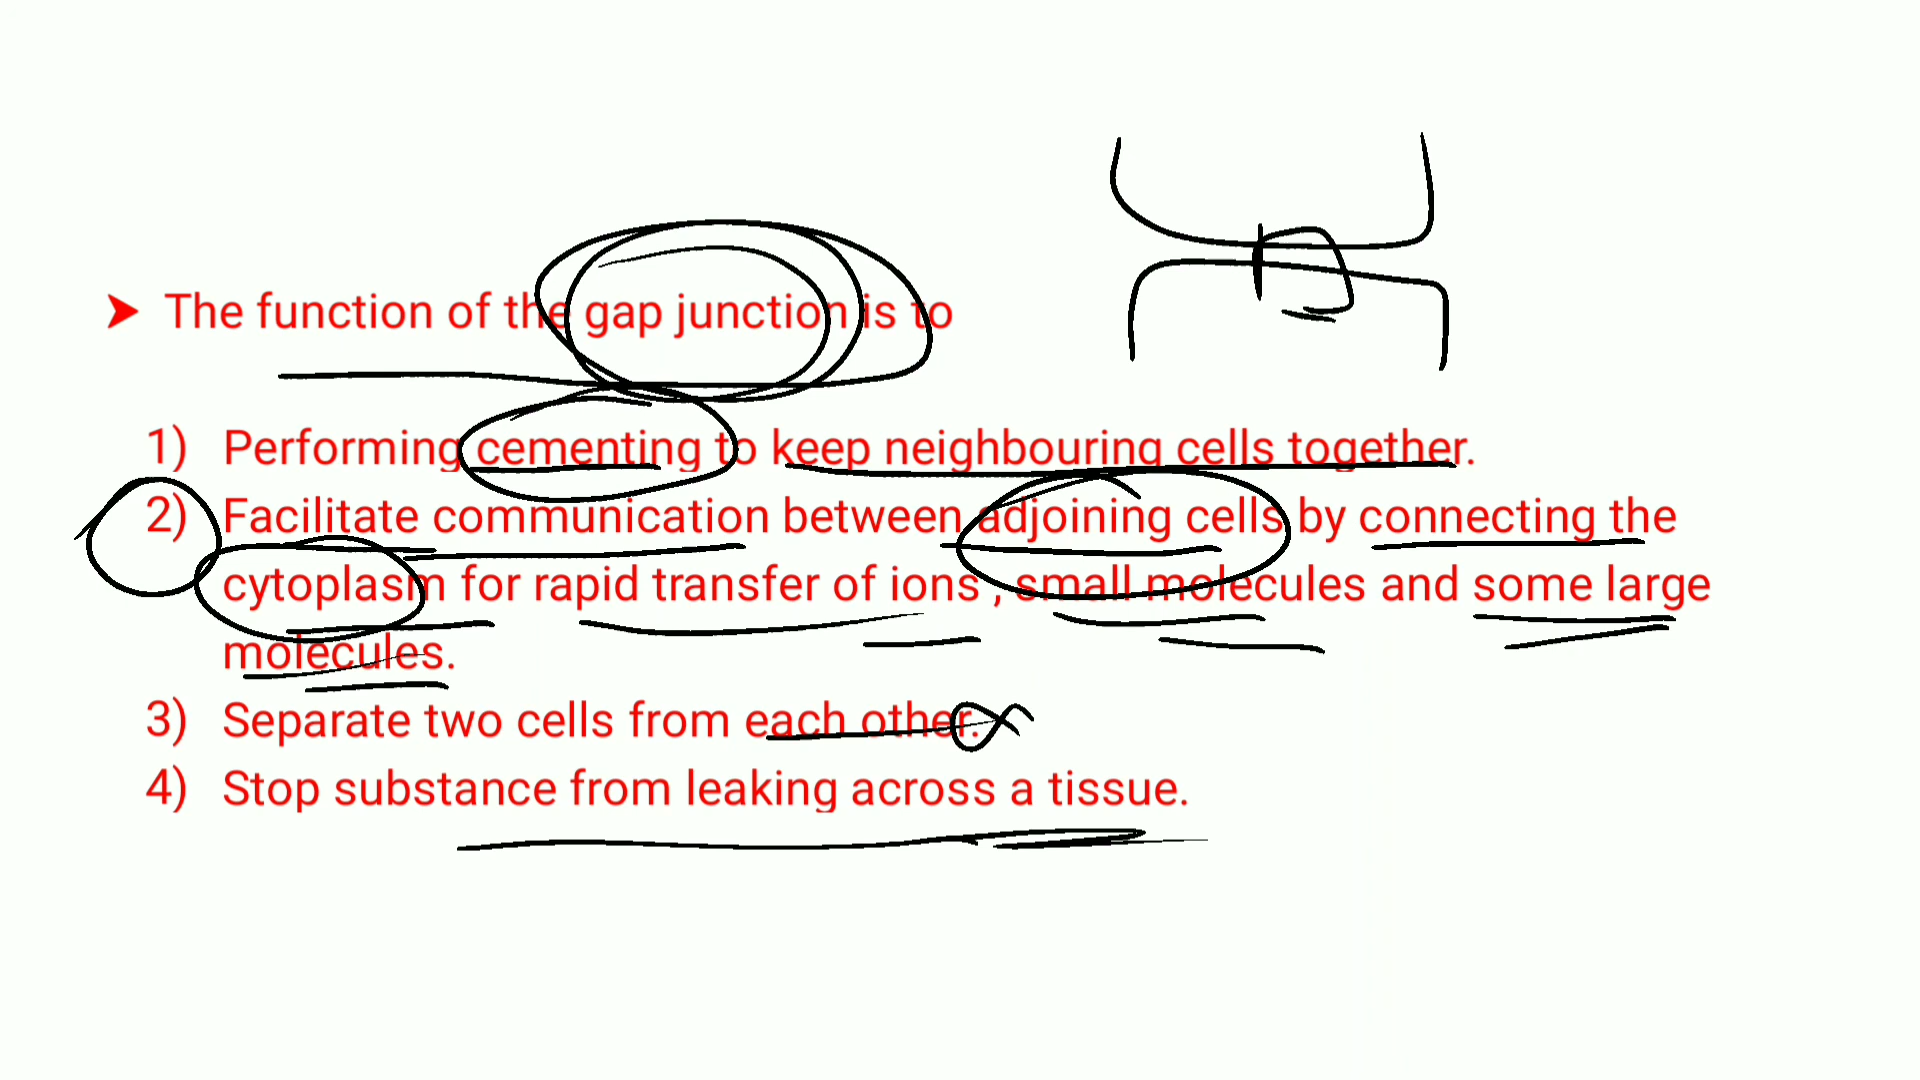 ➤ The function of the gap junction is to
1) Performing cementing to keep neighbouring cells together.
2) Facilitate communication between adjoining cells by connecting the
cytoplasm for rapid transfer of ions , small molecules and some large
molecules.
3) Separate two cells from each other.
4) Stop substance from leaking across a tissue.